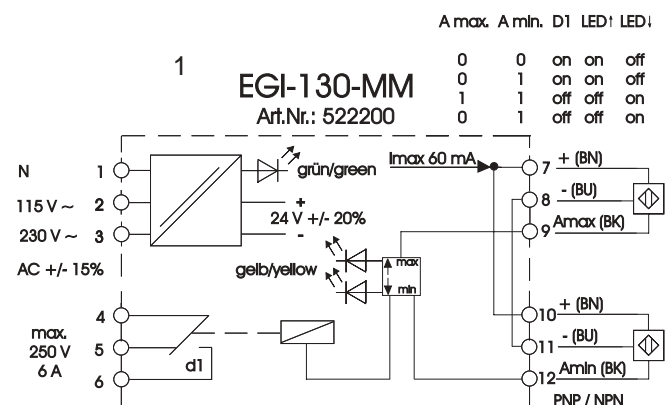 A max. A min. D1 LED↑ LED↓
0 0 on on off
0 1 on on off
1 1 off off on
0 1 off off on
1
EGI-130-MM
Art.Nr.: 522200
N 1
115 V ~ 2
230 V ~ 3
AC +/- 15%
grün/green
+
24 V +/- 20%
-
Imax 60 mA
gelb/yellow
max
min
7 + (BN)
8 - (BU)
9 Amax (BK)
4
max.
250 V 5
6 A
6
d1
10 + (BN)
11 - (BU)
12 Amin (BK)
PNP / NPN